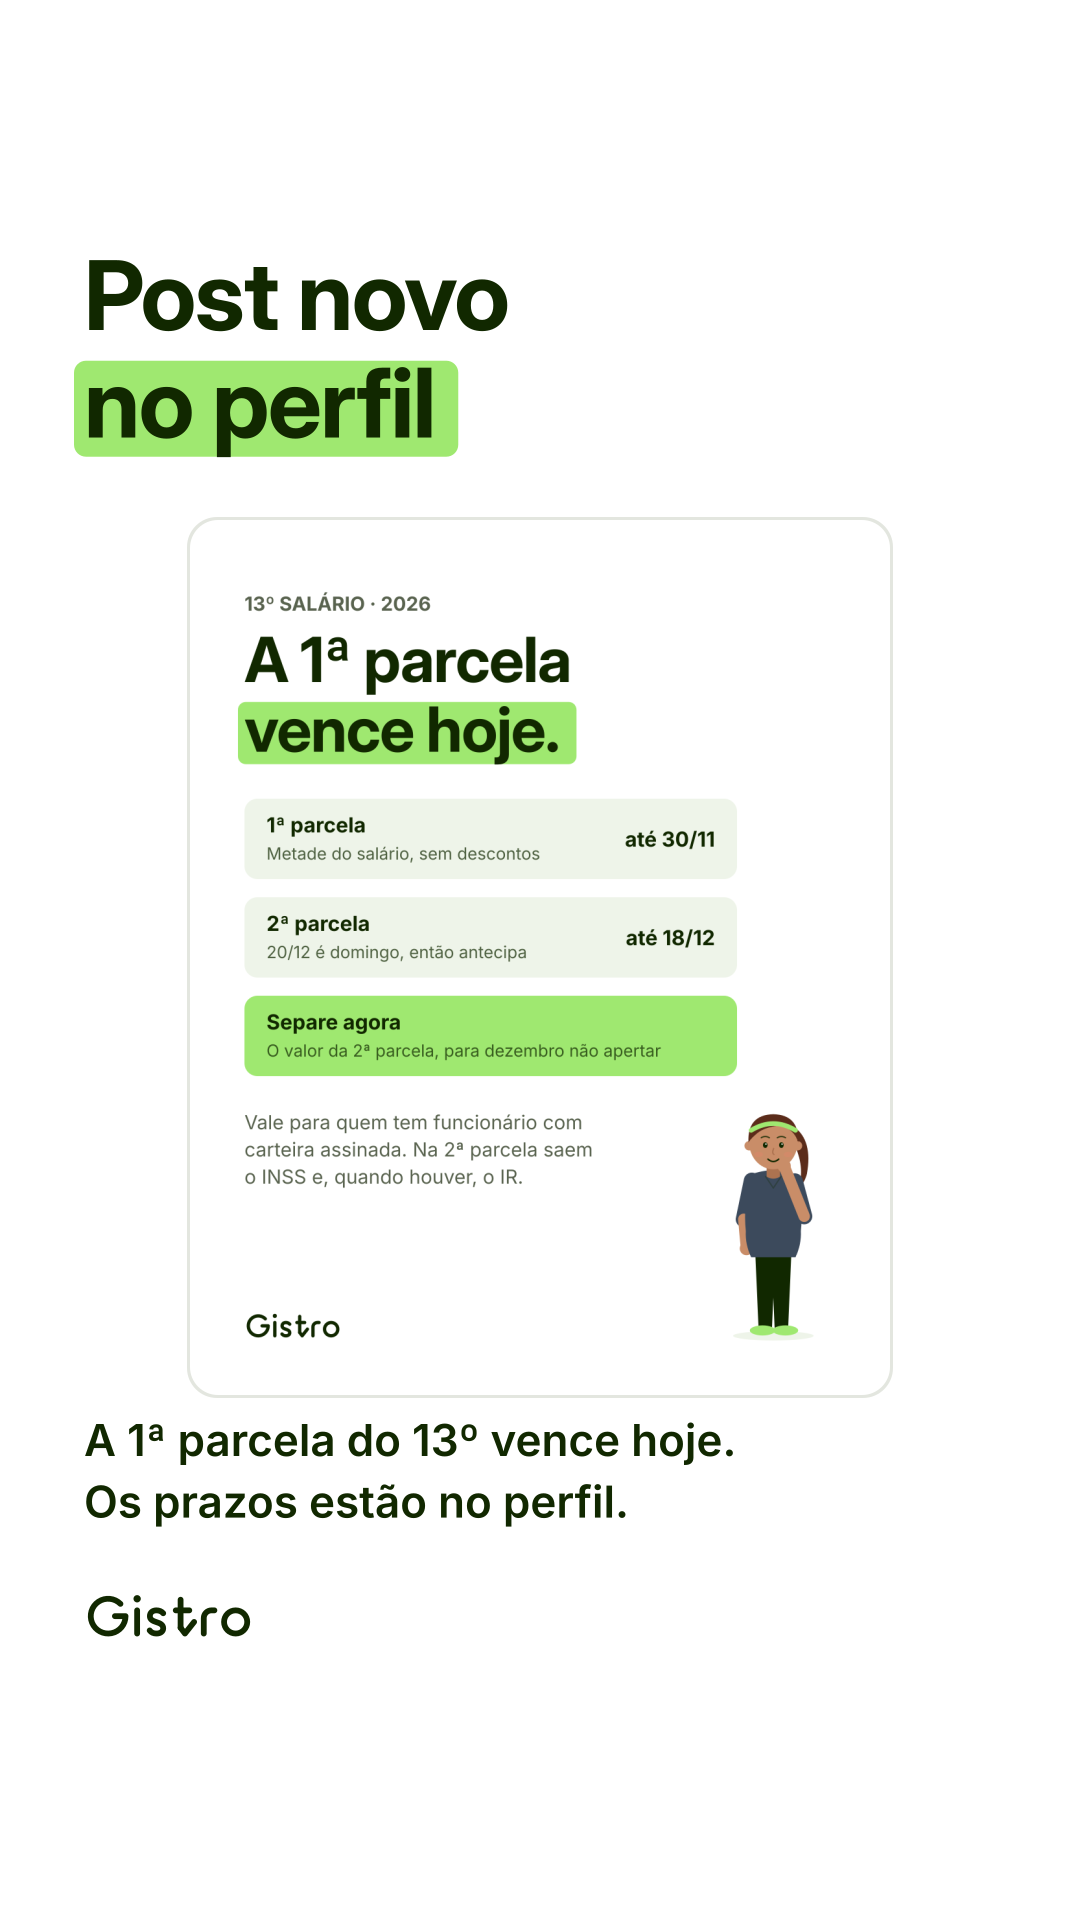 Post novo
no perfil
13º SALÁRIO · 2026
A 1ª parcela
vence hoje.
1ª parcela
Metade do salário, sem descontos
até 30/11
2ª parcela
20/12 é domingo, então antecipa
até 18/12
Separe agora
O valor da 2ª parcela, para dezembro não apertar
Vale para quem tem funcionário com
carteira assinada. Na 2ª parcela saem
o INSS e, quando houver, o IR.
Gistro
A 1ª parcela do 13º vence hoje.
Os prazos estão no perfil.
Gistro